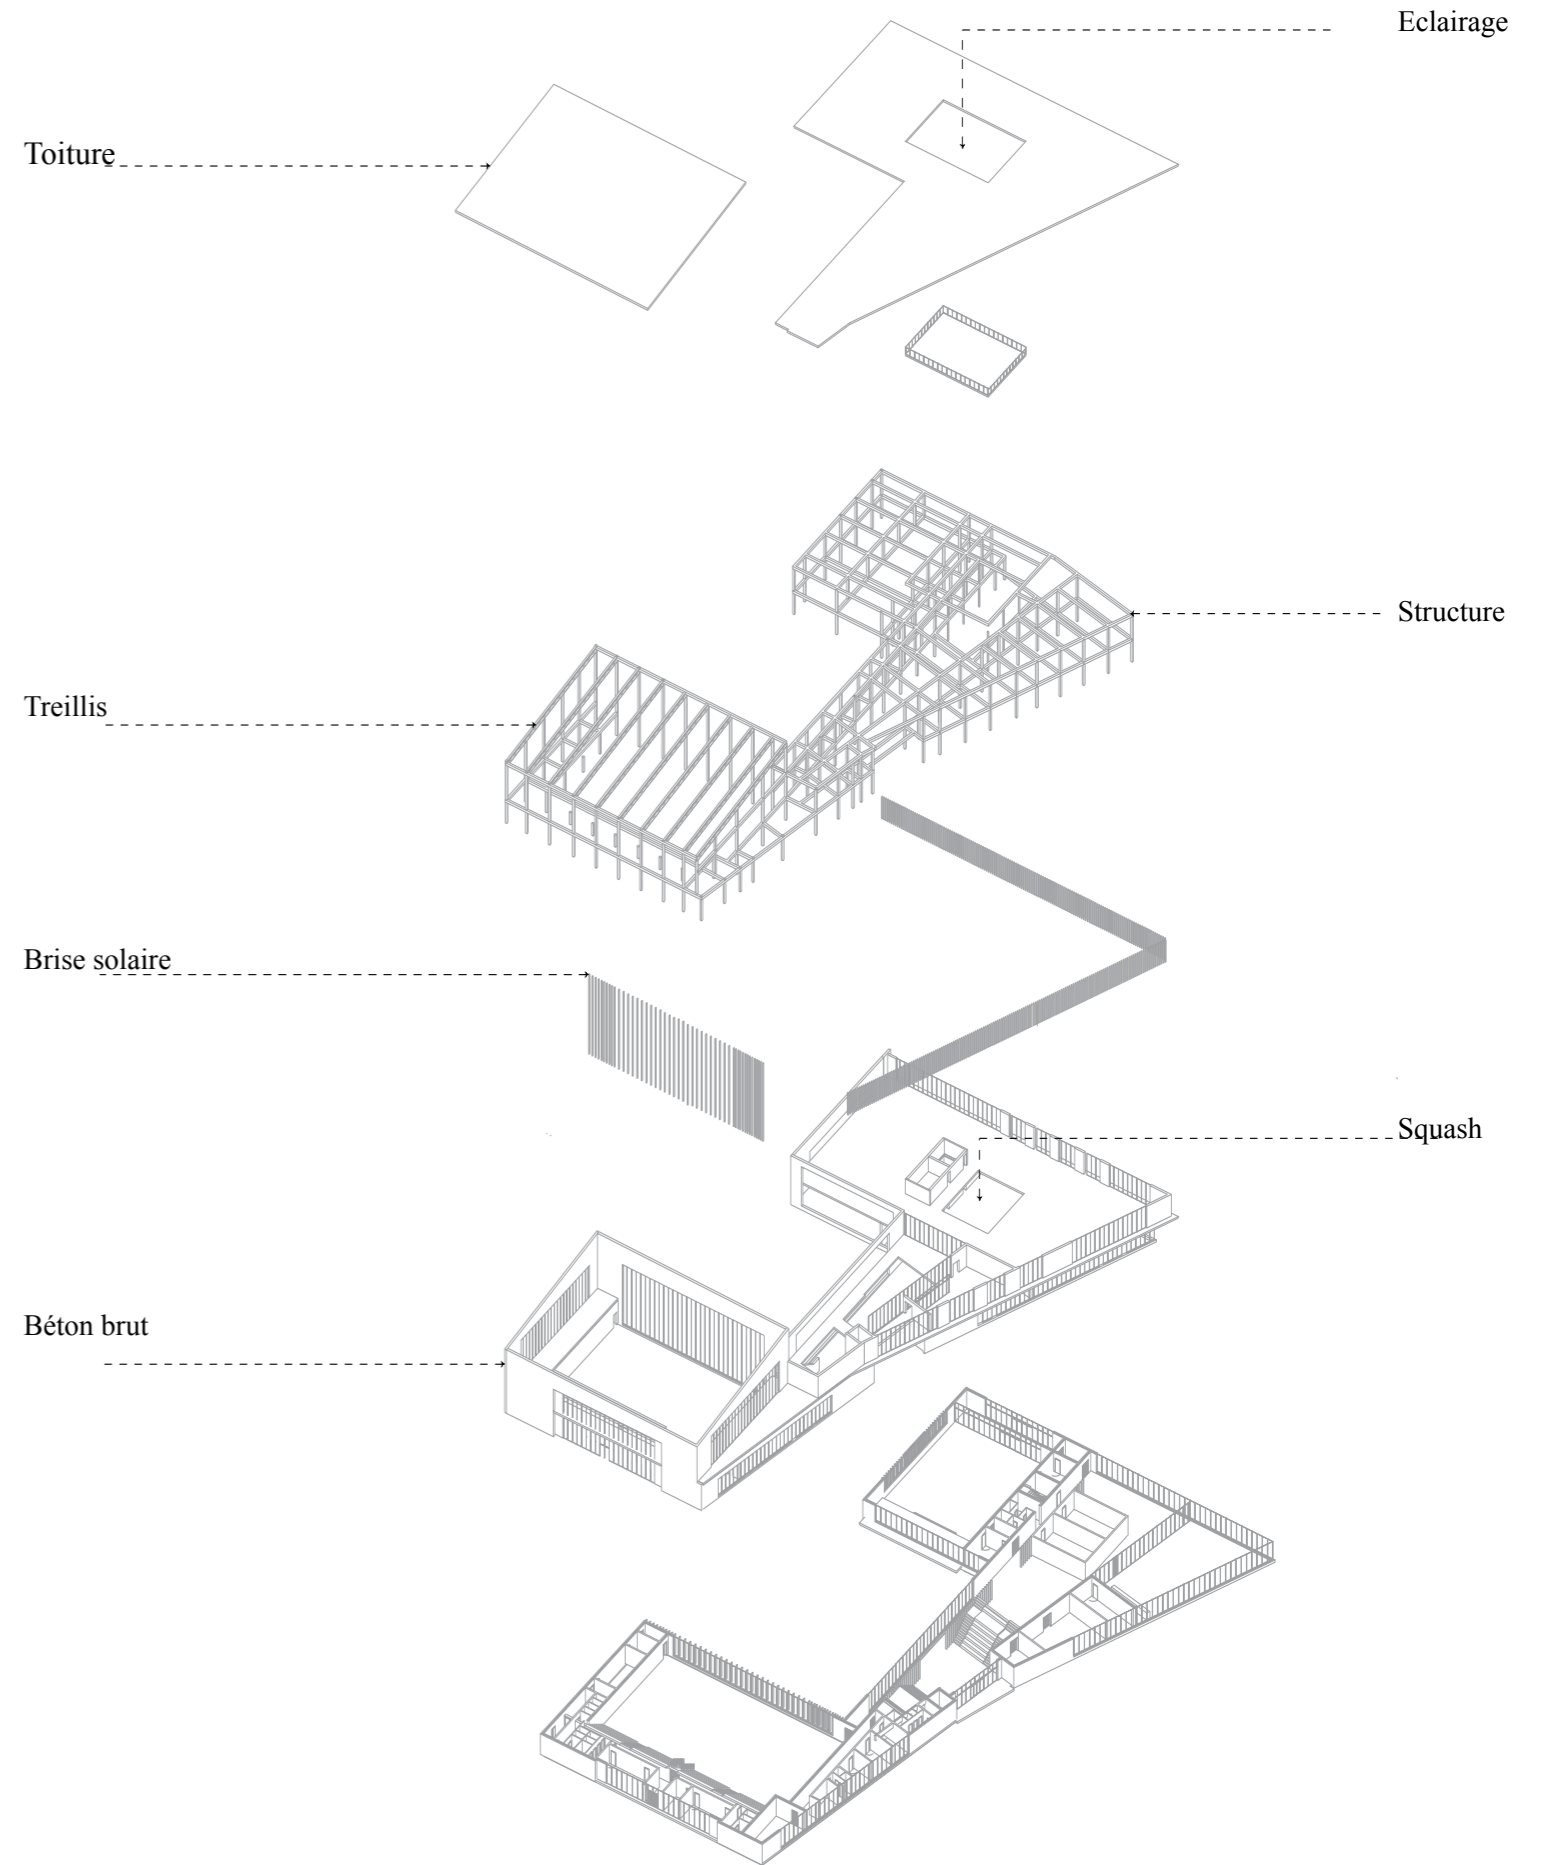 Eclairage
Toiture
Structure
Treillis
Brise solaire
Squash
Béton brut